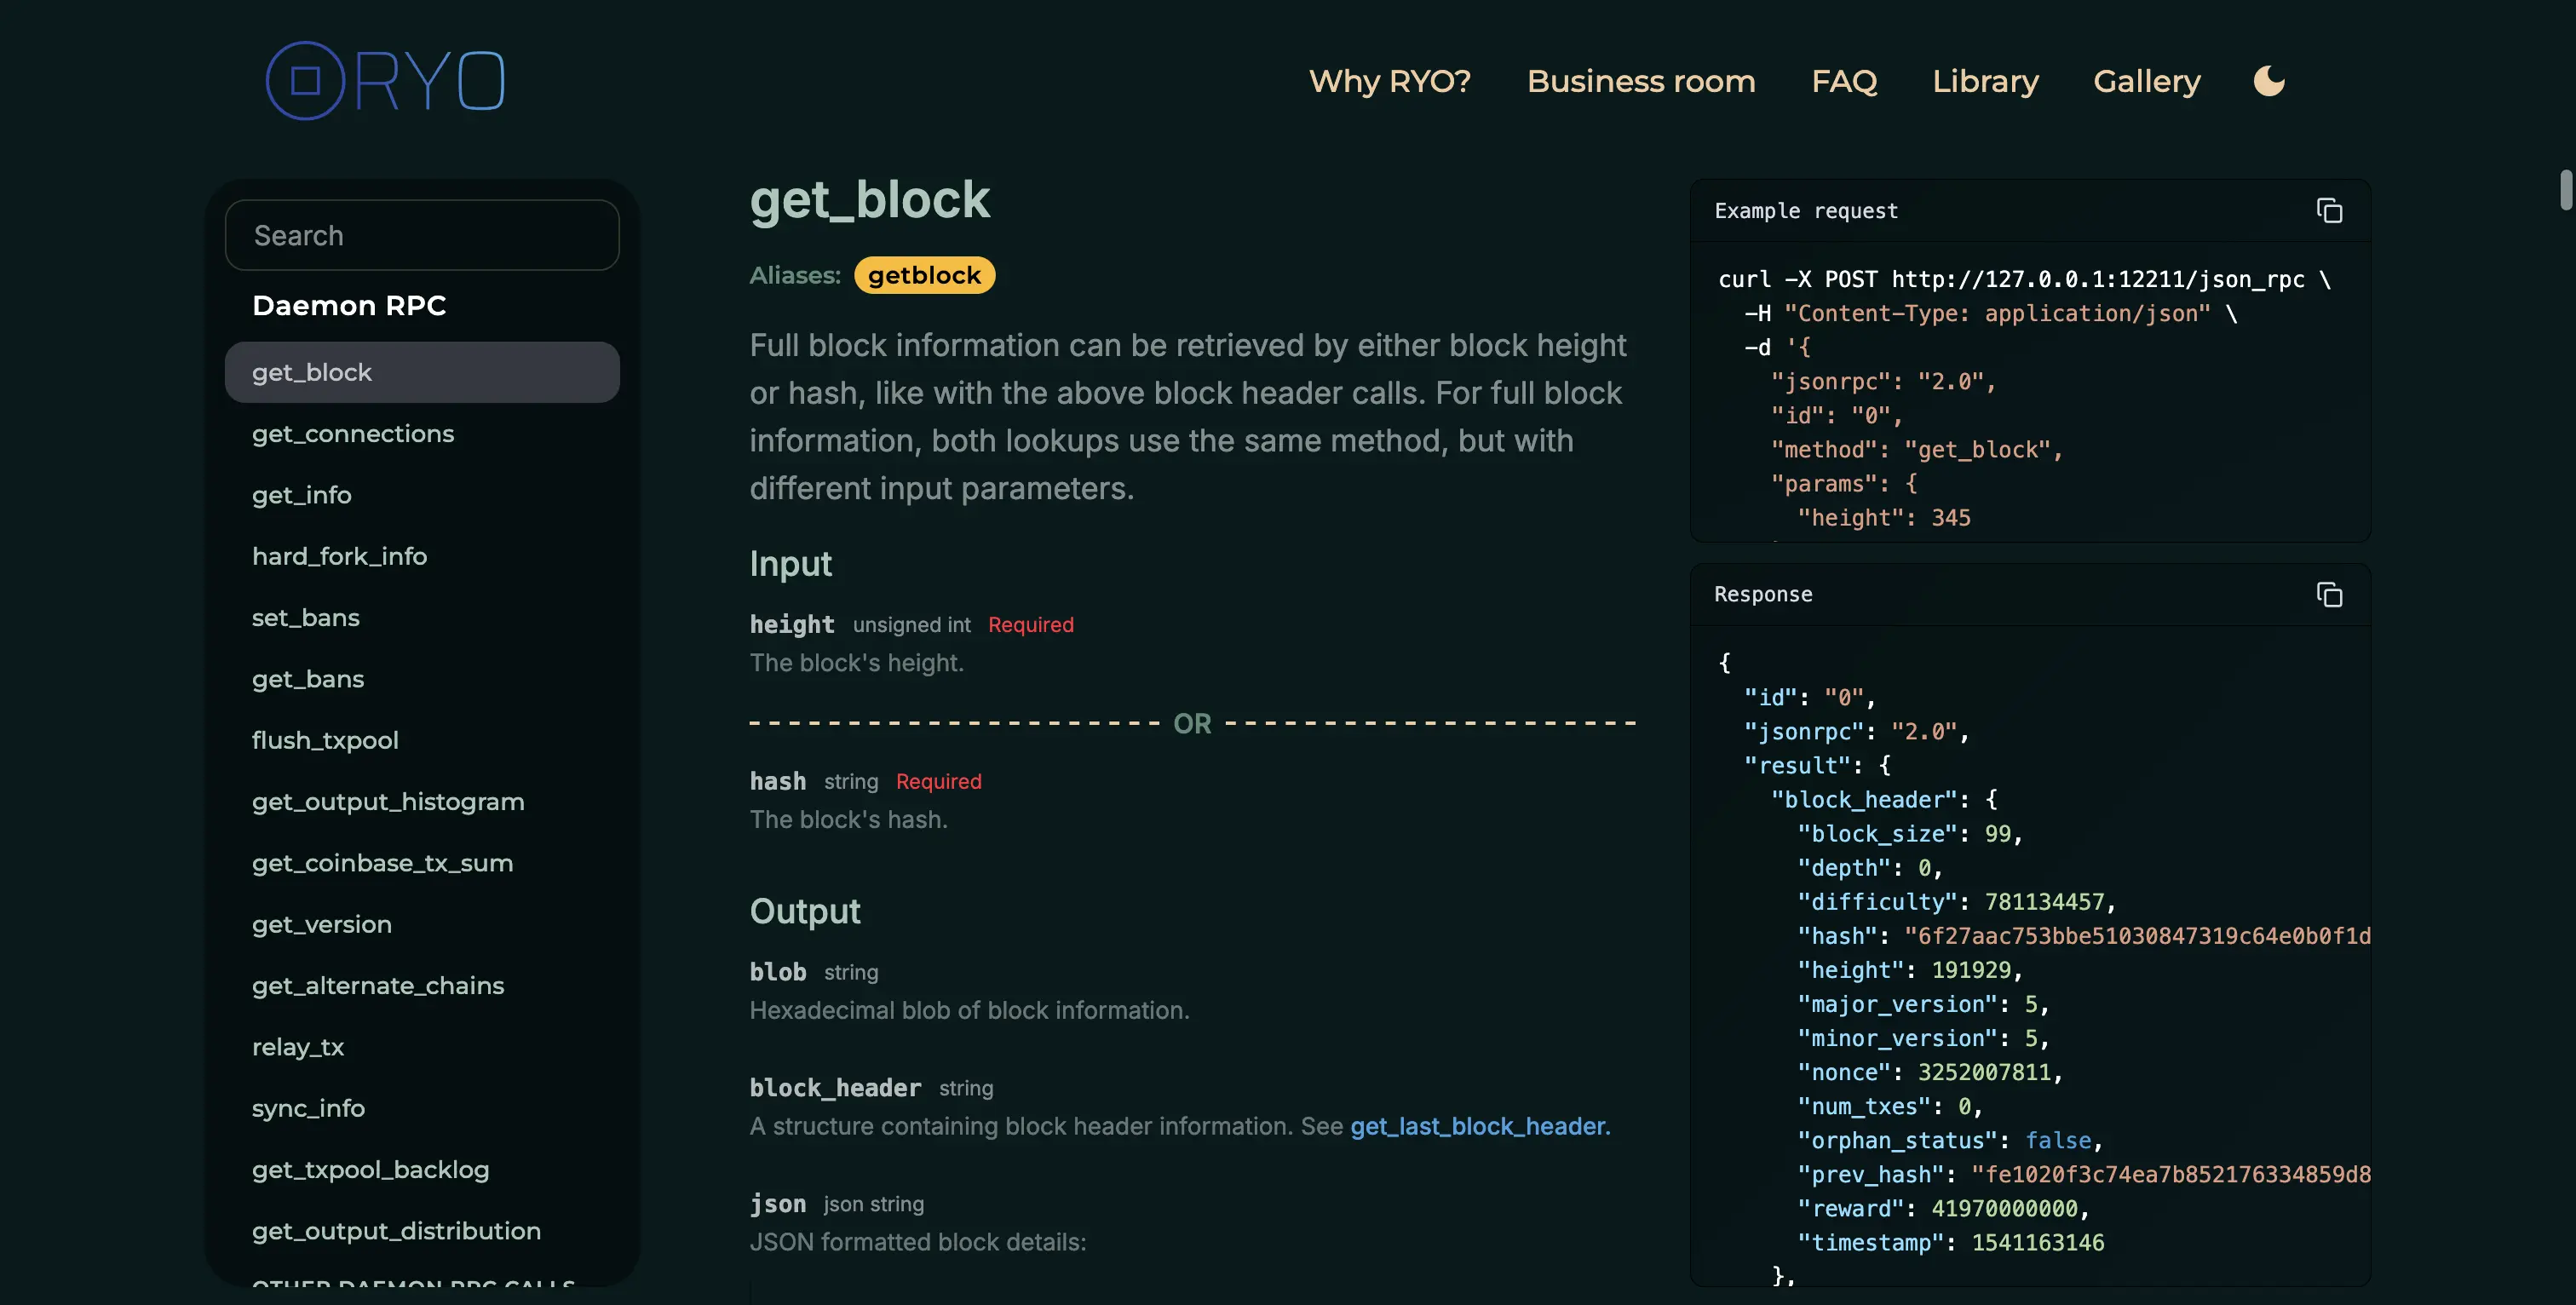 RYO
Why RYO? Business room FAQ Library Gallery
Search
Daemon RPC
get_block
get_connections
get_info
hard_fork_info
set_bans
get_bans
flush_txpool
get_output_histogram
get_coinbase_tx_sum
get_version
get_alternate_chains
relay_tx
sync_info
get_txpool_backlog
get_output_distribution
OTHER DAEMON RPC CALLS
get_block
Aliases: getblock
Full block information can be retrieved by either block height
or hash, like with the above block header calls. For full block
information, both lookups use the same method, but with
different input parameters.
Input
height unsigned int Required
The block's height.
OR
hash string Required
The block's hash.
Output
blob string
Hexadecimal blob of block information.
block_header string
A structure containing block header information. See get_last_block_header.
json json string
JSON formatted block details:
Example request
curl -X POST http://127.0.0.1:12211/json_rpc \
-H "Content-Type: application/json" \
-d '{
"jsonrpc": "2.0",
"id": "0",
"method": "get_block",
"params": {
"height": 345
Response
{
"id": "0",
"jsonrpc": "2.0",
"result": {
"block_header": {
"block_size": 99,
"depth": 0,
"difficulty": 781134457,
"hash": "6f27aac753bbe51030847319c64e0b0f1d
"height": 191929,
"major_version": 5,
"minor_version": 5,
"nonce": 3252007811,
"num_txes": 0,
"orphan_status": false,
"prev_hash": "fe1020f3c74ea7b852176334859d8
"reward": 41970000000,
"timestamp": 1541163146
},